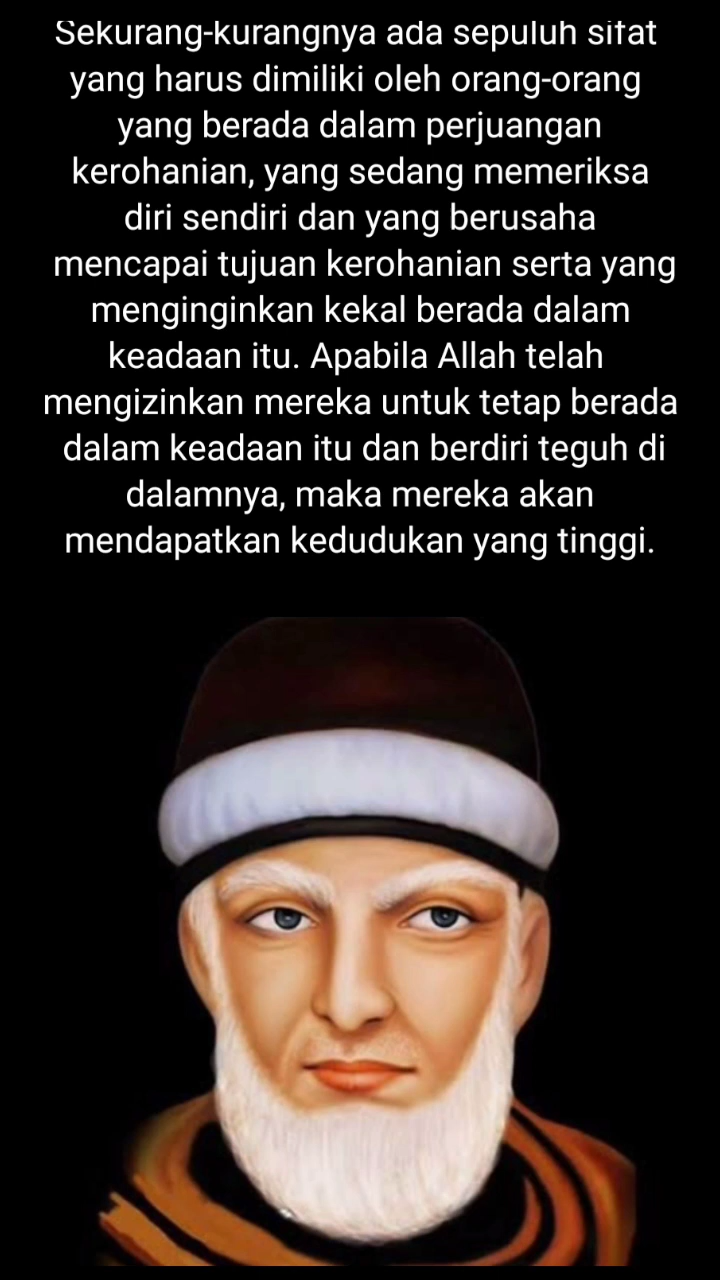 Sekurang-kurangnya ada sepuluh sifat
yang harus dimiliki oleh orang-orang
yang berada dalam perjuangan
kerohanian, yang sedang memeriksa
diri sendiri dan yang berusaha
mencapai tujuan kerohanian serta yang
menginginkan kekal berada dalam
keadaan itu. Apabila Allah telah
mengizinkan mereka untuk tetap berada
dalam keadaan itu dan berdiri teguh di
dalamnya, maka mereka akan
mendapatkan kedudukan yang tinggi.